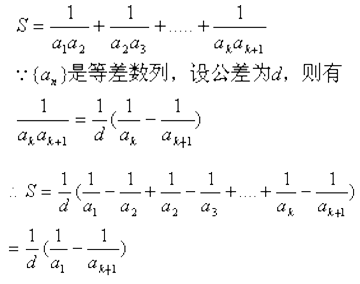 S = \frac{1}{a_1a_2} + \frac{1}{a_2a_3} + ..... + \frac{1}{a_ka_{k+1}}
∵{a_n}是等差数列，设公差为d，则有
\frac{1}{a_ka_{k+1}} = \frac{1}{d}(\frac{1}{a_k} - \frac{1}{a_{k+1}})
∴ S = \frac{1}{d}(\frac{1}{a_1} - \frac{1}{a_2} + \frac{1}{a_2} - \frac{1}{a_3} + .... + \frac{1}{a_k} - \frac{1}{a_{k+1}})
= \frac{1}{d}(\frac{1}{a_1} - \frac{1}{a_{k+1}})